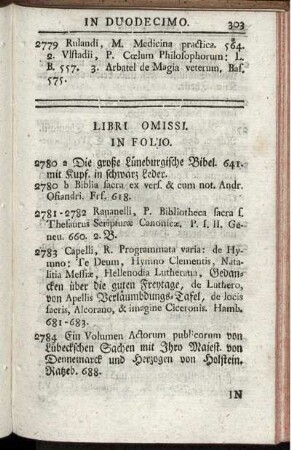 IN DUODECIMO. 303
2779 Rulandi, M. Medicina practica. 564.
2. Vlstadii, P. Cœlum Philosophorum: L.
B. 557. 3. Arbatel de Magia veterum, Bas.
575.
LIBRI OMISSI.
IN FOLIO.
2780 a Die große Lüneburgische Bibel. 641.
mit Kupf. in schwarz Leder.
2780 b Biblia sacra ex vers. & com not. Andr.
Osiandri. Frf. 618.
2781-2782 Rauanelli, P. Bibliotheca sacra s.
Thesaurus Scripturæ Canonicæ, P. I. II. Ge-
neu. 660. 2. B.
2783 Capelli, R. Programmata varia: de Hy-
mno: Te Deum, Hymno Clementis, Nata-
litia Messiæ, Hellenodia Lutherana, Gedan-
cken über die guten Freytage, de Luthero,
von Apellis Verläumbdungs-Tafel, de locis
sacris, Alcorano, & imagine Ciceronis. Hamb.
681-683.
2784 Ein Volumen Actorum publicorum von
Lübeckschen Sachen mit Ihro Majest. von
Dennemarck und Herzogen von Holstein.
Ratzeb. 688.
IN